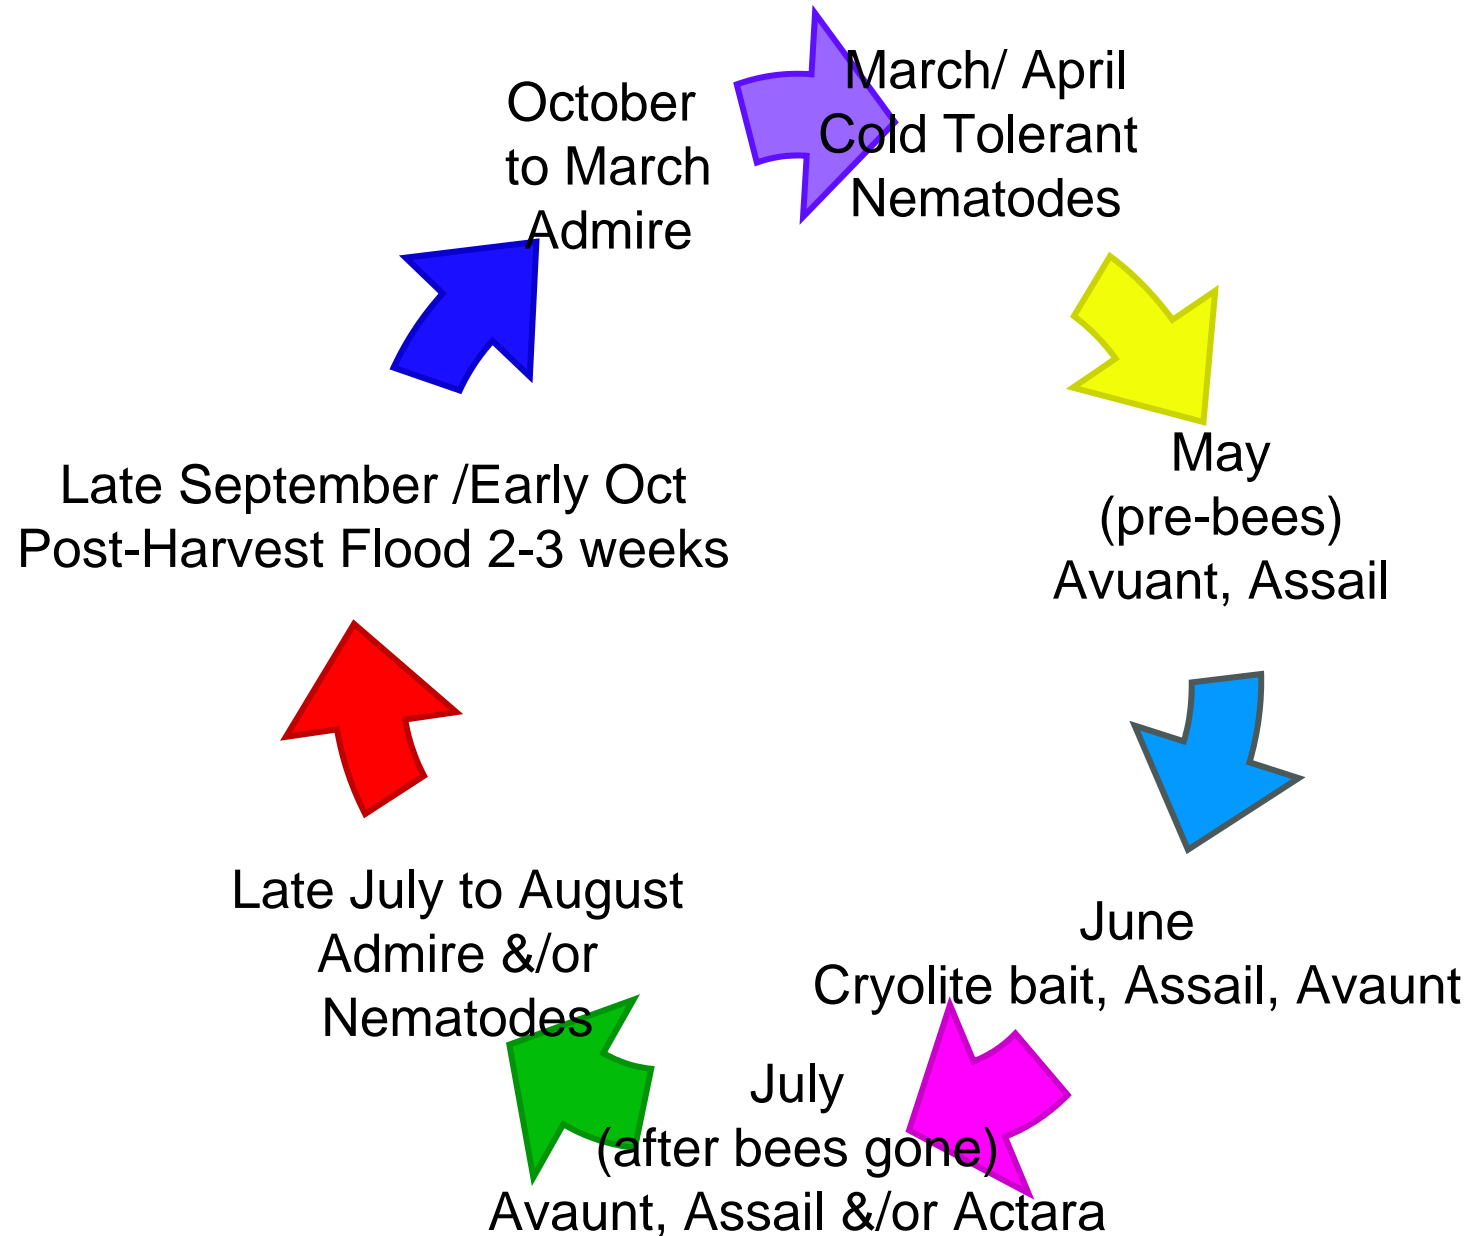 October
to March
Admire
March/ April
Cold Tolerant
Nematodes
May
(pre-bees)
Avuant, Assail
June
Cryolite bait, Assail, Avaunt
July
(after bees gone)
Avaunt, Assail &/or Actara
Late July to August
Admire &/or
Nematodes
Late September /Early Oct
Post-Harvest Flood 2-3 weeks